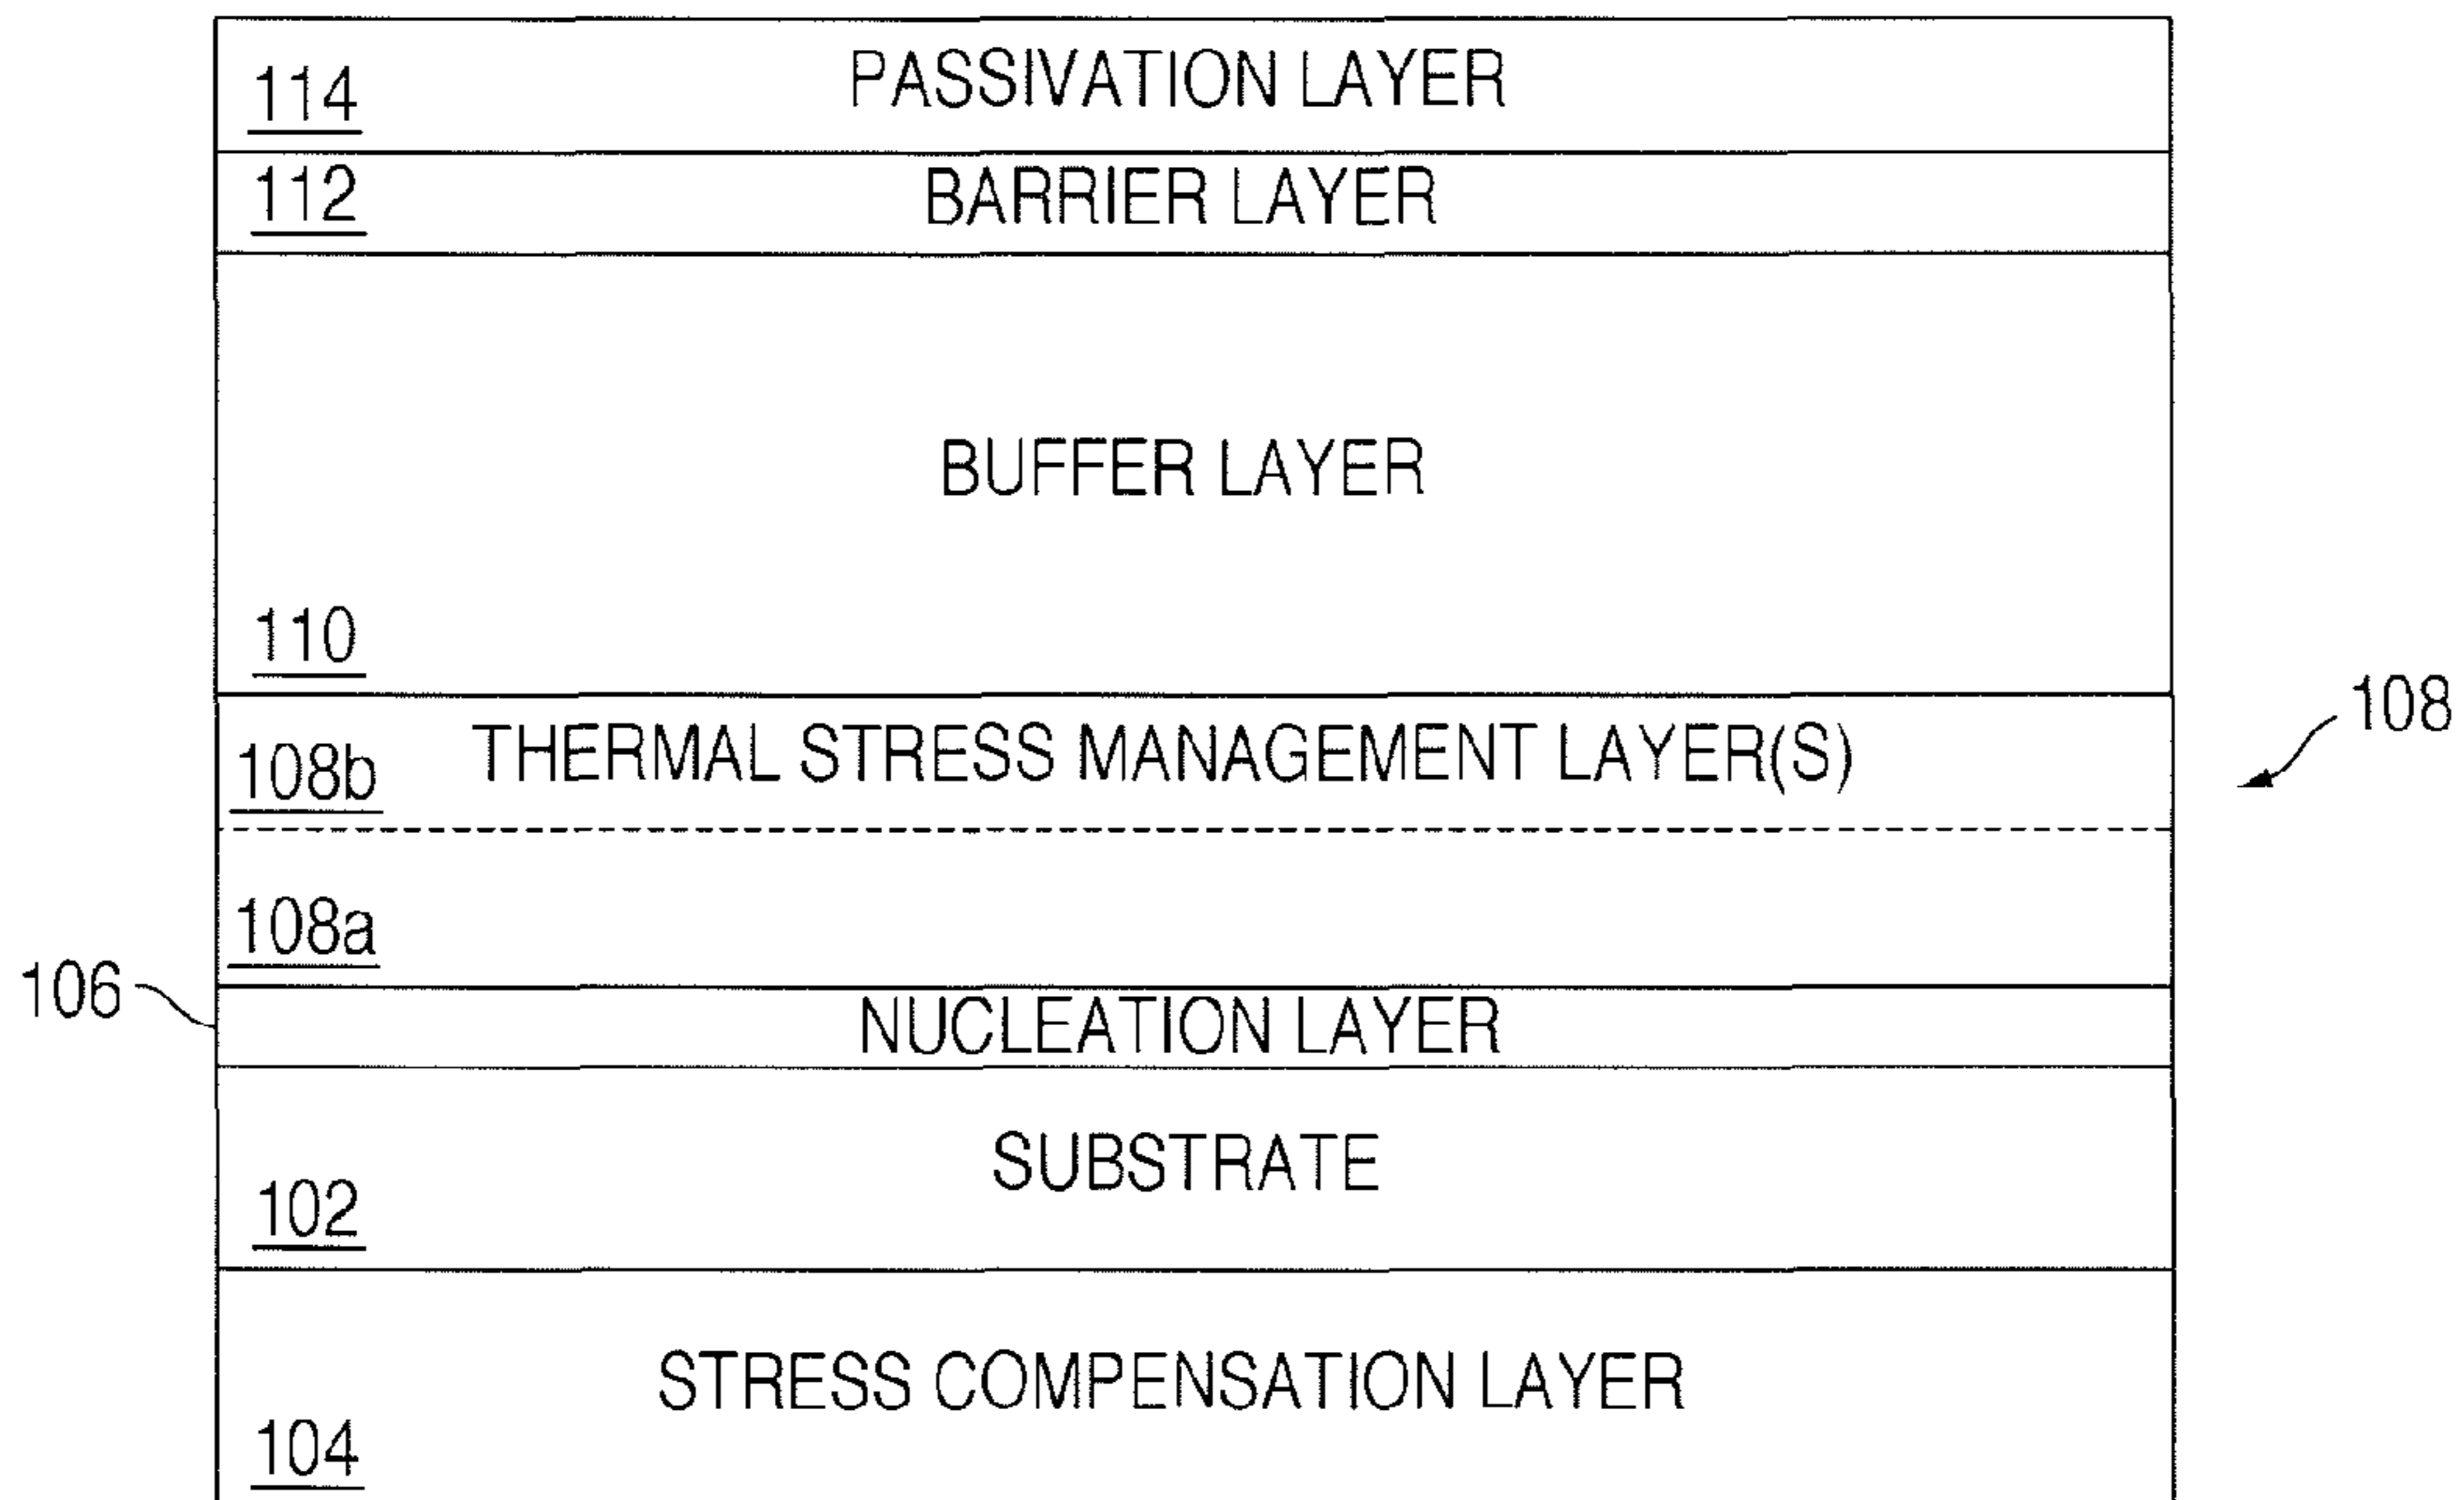 PASSIVATION LAYER
114
BARRIER LAYER
112
BUFFER LAYER
110
THERMAL STRESS MANAGEMENT LAYER(S)
108
108b
108a
106
NUCLEATION LAYER
SUBSTRATE
102
STRESS COMPENSATION LAYER
104